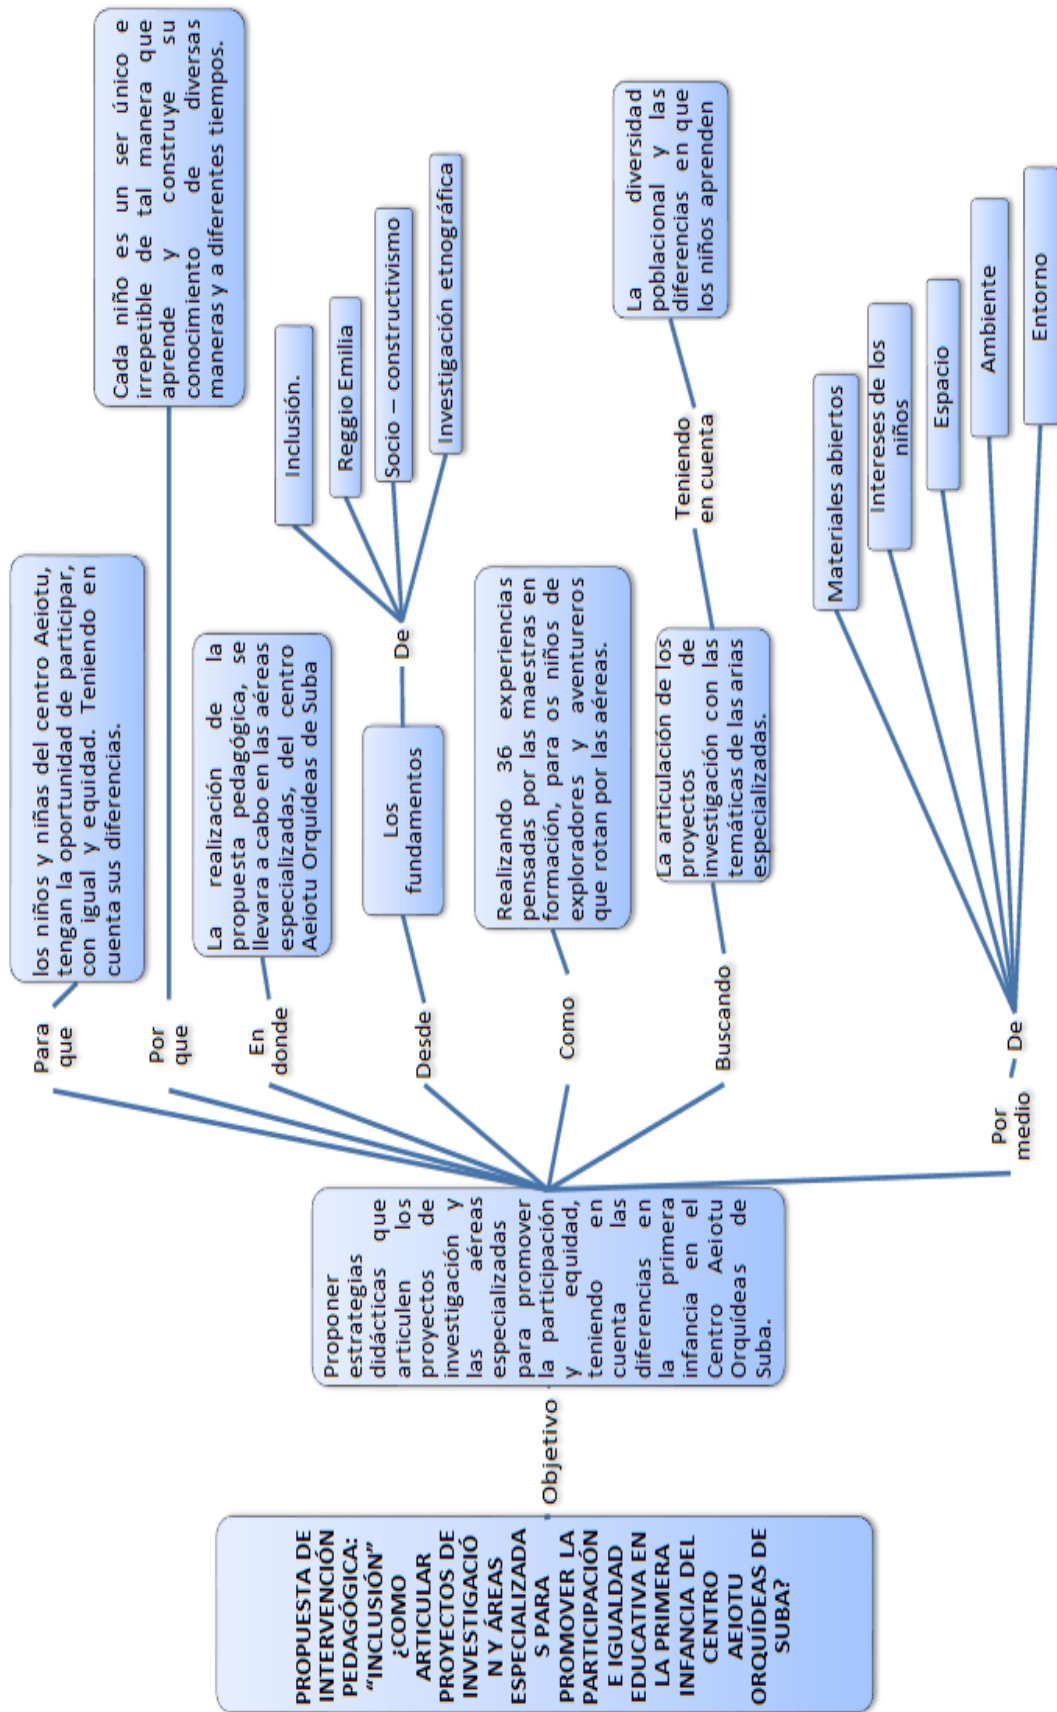 PROPUESTA DE
INTERVENCIÓN
PEDAGÓGICA:
“INCLUSIÓN”
¿COMO
ARTICULAR
PROYECTOS DE
INVESTIGACIÓ
N Y ÁREAS
ESPECIALIZADA
S PARA
PROMOVER LA
PARTICIPACIÓN
E IGUALDAD
EDUCATIVA EN
LA PRIMERA
INFANCIA DEL
CENTRO
AEIOTU
ORQUÍDEAS DE
SUBA?
Objetivo
Proponer
estrategias
didácticas que
articulen los
proyectos de
investigación y
las aéreas
especializadas
para promover
la participación
y equidad,
teniendo en
cuenta las
diferencias en
la primera
infancia en el
Centro Aeiotu
Orquídeas de
Suba.
Para
que
los niños y niñas del centro Aeiotu,
tengan la oportunidad de participar,
con igual y equidad. Teniendo en
cuenta sus diferencias.
Por
que
Cada niño es un ser único e
irrepetible de tal manera que
aprende y construye su
conocimiento de diversas
maneras y a diferentes tiempos.
En
donde
La realización de la
propuesta pedagógica, se
llevara a cabo en las aéreas
especializadas, del centro
Aeiotu Orquídeas de Suba
Desde
Los
fundamentos
De
Inclusión.
Reggio Emilia
Socio – constructivismo
Investigación etnográfica
Como
Realizando 36 experiencias
pensadas por las maestras en
formación, para os niños de
exploradores y aventureros
que rotan por las aéreas.
Buscando
La articulación de los
proyectos de
investigación con las
temáticas de las arias
especializadas.
Teniendo
en cuenta
La diversidad
poblacional y las
diferencias en que
los niños aprenden
Por
medio
De
Materiales abiertos
Intereses de los
niños
Espacio
Ambiente
Entorno